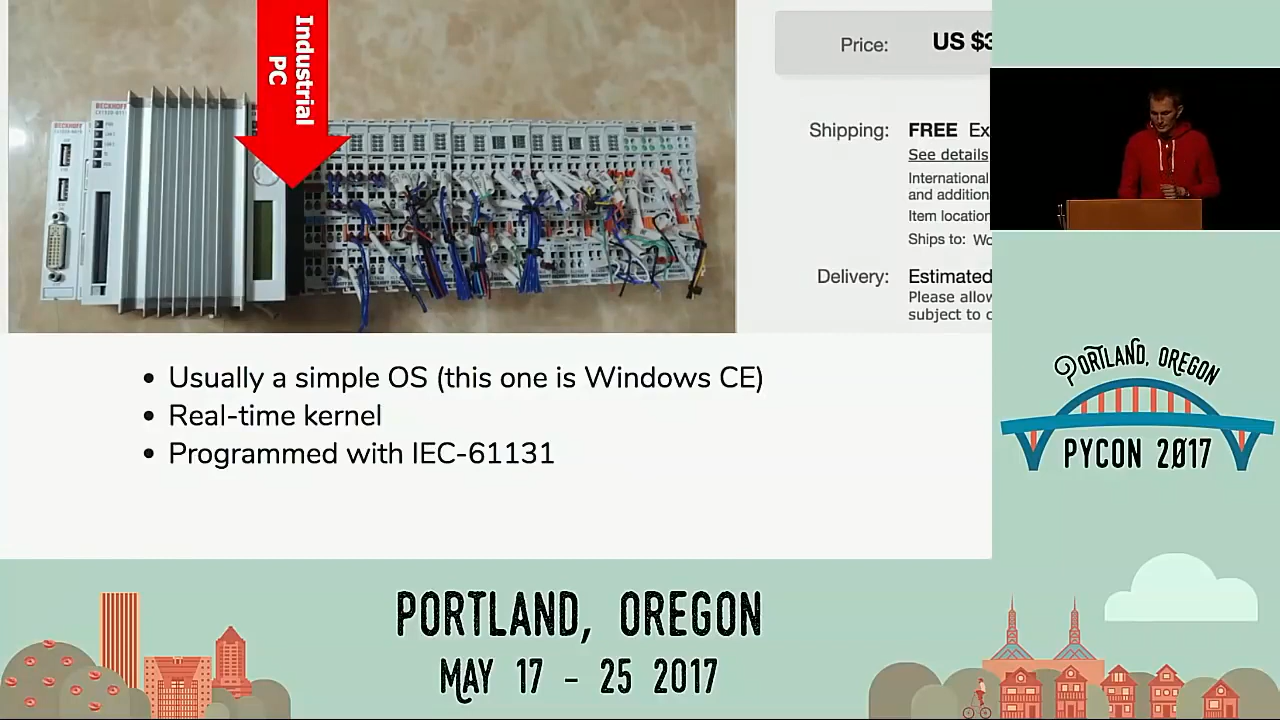 Industrial
PC
BECKHOFF
BECKHOFF
Price:
US $3
Shipping:
FREE Ex
See details
International
and addition
Item location
Ships to: Wo
Delivery:
Estimated
Please allow
subject to c
• Usually a simple OS (this one is Windows CE)
• Real-time kernel
• Programmed with IEC-61131
PORTLAND, OREGON
PYCON 2017
PORTLAND, OREGON
MAY 17 - 25 2017